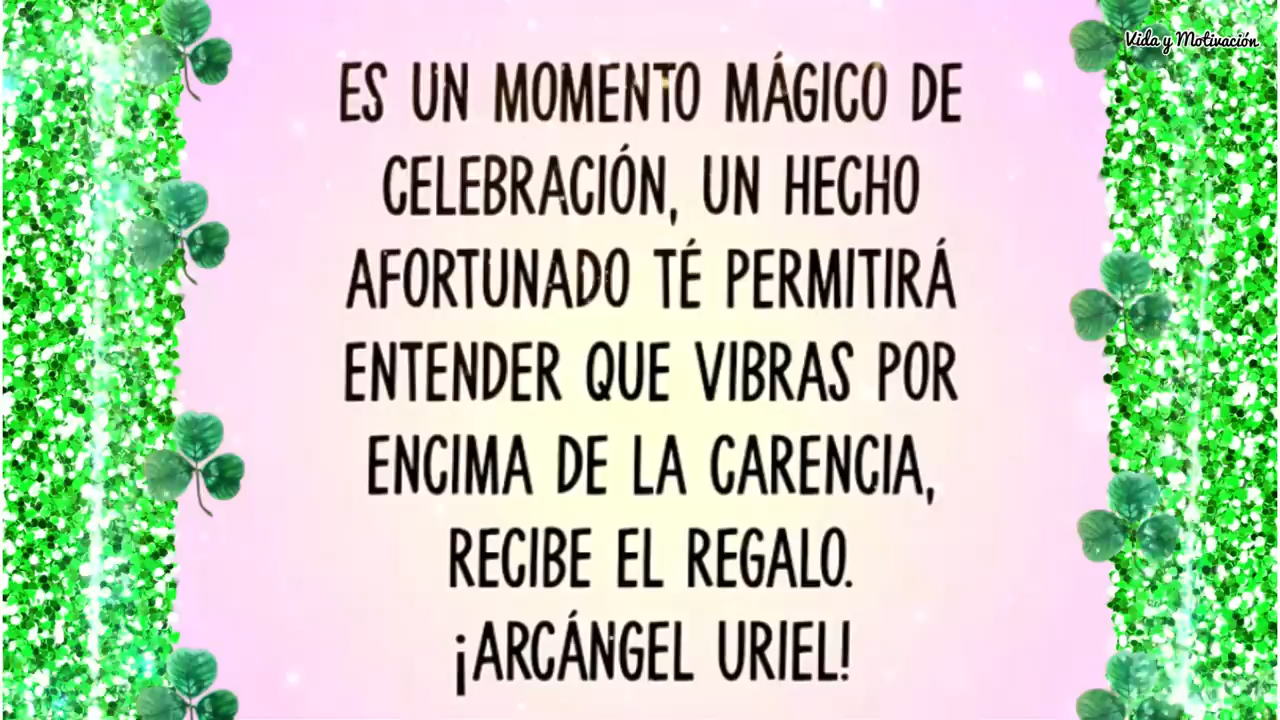 Vida y Motivación
ES UN MOMENTO MÁGICO DE
CELEBRACIÓN, UN HECHO
AFORTUNADO TÉ PERMITIRÁ
ENTENDER QUE VIBRAS POR
ENCIMA DE LA CARENCIA,
RECIBE EL REGALO.
¡ARCÁNGEL URIEL!